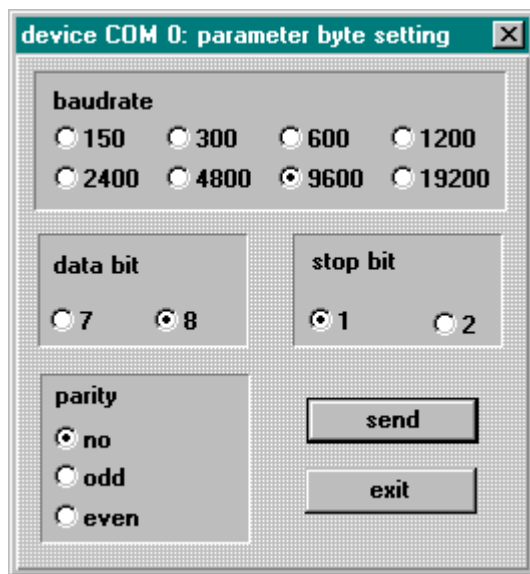 device COM 0: parameter byte setting
baudrate
150 300 600 1200
2400 4800 9600 19200
data bit
7 8
stop bit
1 2
parity
no
odd
even
send
exit